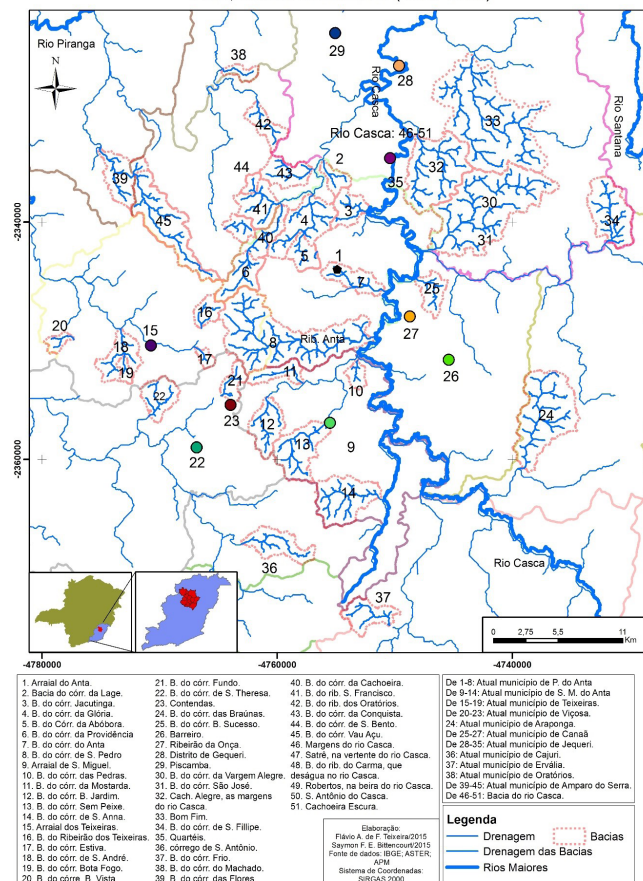 Rio Piranga
N
29
28
38
Rio Casca
Rio Santana
33
42
Rio Casca: 46-51
2
32
44
43
35
39
30
41
3
4
45
34
-2340000
40
31
5
1
6
7
25
16
20
15
18
8
Rib. Anta
27
17
26
19
11
21
10
22
23
12
24
13
9
22
-2360000
14
36
Rio Casca
37
0 2,75 5,5 11
Km
-4780000
-4760000
-4740000
1. Arraial do Anta.
2. Bacia do córr. da Lage.
3. B. do córr. Jacutinga.
4. B. do córr. da Glória.
5. B. do Córr. da Abóbora.
6. B. do córr. da Providência
7. B. do córr. do Anta
8. B. do córr. de S. Pedro
9. Arraial de S. Miguel.
10. B. do córr. das Pedras.
11. B. do córr. da Mostarda.
12. B. do córr. B. Jardim.
13. B. do córr. Sem Peixe.
14. B. do córr. de S. Anna.
15. Arraial dos Teixeiras.
16. B. do Ribeirão dos Teixeiras.
17. B. do córr. Estiva.
18. B. do córr. de S. André.
19. B. do córr. Bota Fogo.
20. B. do córre. B. Vista
21. B. do córr. Fundo.
22. B. do córr. de S. Theresa.
23. Contendas.
24. B. do córr. das Braúnas.
25. B. do córr. B. Sucesso.
26. Barreiro.
27. Ribeirão da Onça.
28. Distrito de Gequeri.
29. Piscamba.
30. B. do córr. da Vargem Alegre.
31. B. do córr. São José.
32. Cach. Alegre, as margens
do rio Casca.
33. Bom Fim.
34. B. do córr. de S. Fillipe.
35. Quartéis.
36. córrego de S. Antônio.
37. B. do córr. Frio.
38. B. do córr. do Machado.
39. B. do córr. das Flores
40. B. do córr. da Cachoeira.
41. B. do rib. S. Francisco.
42. B. do rib. dos Oratórios.
43. B. do córr. da Conquista.
44. B. do córr. de S. Bento.
45. B. do córr. Vau Açu.
46. Margens do rio Casca.
47. Satré, na vertente do rio Casca.
48. B. do rib. do Carma, que
deságua no rio Casca.
49. Robertos, na beira do rio Casca.
50. S. Antônio do Casca.
51. Cachoeira Escura.
Elaboração:
Flávio A. de F. Teixeira/2015
Saymon F. E. Bittencourt/2015
Fonte de dados: IBGE; ASTER;
APM
Sistema de Coordenadas:
SIRGAS 2000
De 1-8: Atual município de P. do Anta
De 9-14: Atual município de S. M. do Anta
De 15-19: Atual município de Teixeiras.
De 20-23: Atual município de Viçosa.
24: Atual município de Araponga.
De 25-27: Atual município de Canaã
De 28-35: Atual município de Jequeri.
36: Atual município de Cajuri.
37: Atual município de Ervália.
38: Atual município de Oratórios.
De 39-45: Atual município de Amparo do Serra.
De 46-51: Bacia do rio Casca.
Legenda
Drenagem
Bacias
Drenagem das Bacias
Rios Maiores